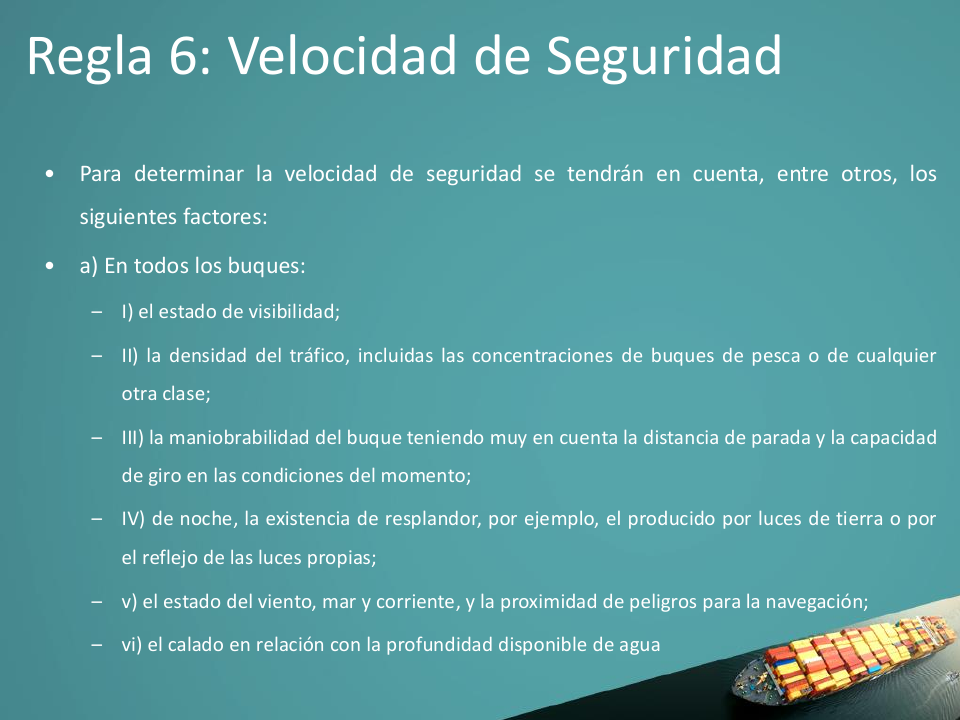 Regla 6: Velocidad de Seguridad
• Para determinar la velocidad de seguridad se tendrán en cuenta, entre otros, los
siguientes factores:
• a) En todos los buques:
– I) el estado de visibilidad;
– II) la densidad del tráfico, incluidas las concentraciones de buques de pesca o de cualquier
otra clase;
– III) la maniobrabilidad del buque teniendo muy en cuenta la distancia de parada y la capacidad
de giro en las condiciones del momento;
– IV) de noche, la existencia de resplandor, por ejemplo, el producido por luces de tierra o por
el reflejo de las luces propias;
– v) el estado del viento, mar y corriente, y la proximidad de peligros para la navegación;
– vi) el calado en relación con la profundidad disponible de agua